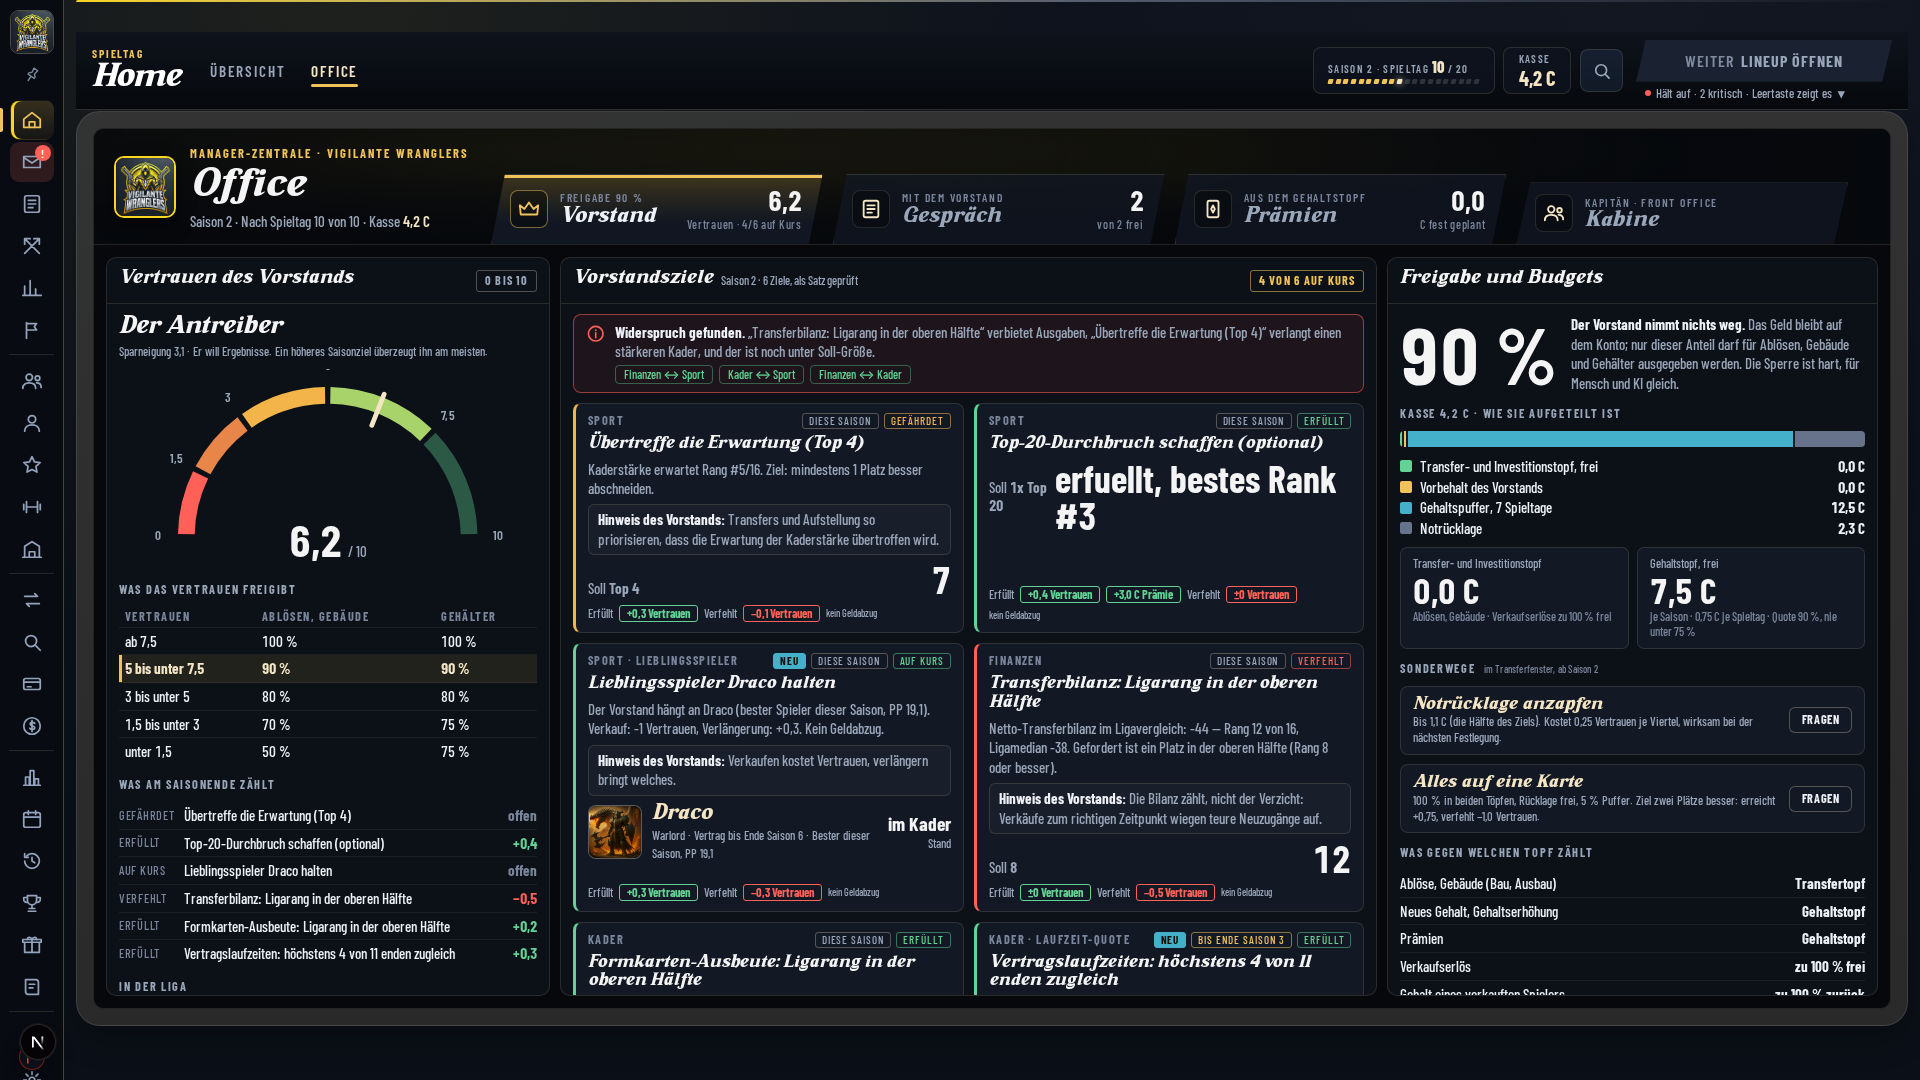 SPIELTAG
Home
ÜBERSICHT
OFFICE
SAISON 2 · SPIELTAG 10 / 20
KASSE
4,2 C
WEITER LINEUP ÖFFNEN
Hält auf · 2 kritisch · Leertaste zeigt es ▼
MANAGER-ZENTRALE · VIGILANTE WRANGLERS
Office
Saison 2 · Nach Spieltag 10 von 10 · Kasse 4,2 C
FREIGABE 90 %
Vorstand
6,2
Vertrauen · 4/6 auf Kurs
MIT DEM VORSTAND
Gespräch
2
von 2 frei
AUS DEM GEHALTSTOPF
Prämien
0,0
C fest geplant
KAPITÄN · FRONT OFFICE
Kabine
Vertrauen des Vorstands
0 BIS 10
Der Antreiber
Sparneigung 3,1 · Er will Ergebnisse. Ein höheres Saisonziel überzeugt ihn am meisten.
0
1,5
3
7,5
10
6,2 / 10
WAS DAS VERTRAUEN FREIGIBT
VERTRAUEN ABLÖSEN, GEBÄUDE GEHÄLTER
ab 7,5 100 % 100 %
5 bis unter 7,5 90 % 90 %
3 bis unter 5 80 % 80 %
1,5 bis unter 3 70 % 75 %
unter 1,5 50 % 75 %
WAS AM SAISONENDE ZÄHLT
GEFÄHRDET Übertreffe die Erwartung (Top 4) offen
ERFÜLLT Top-20-Durchbruch schaffen (optional) +0,4
AUF KURS Lieblingsspieler Draco halten offen
VERFEHLT Transferbilanz: Ligarang in der oberen Hälfte −0,5
ERFÜLLT Formkarten-Ausbeute: Ligarang in der oberen Hälfte +0,2
ERFÜLLT Vertragslaufzeiten: höchstens 4 von 11 enden zugleich +0,3
IN DER LIGA
Vorstandsziele
Saison 2 · 6 Ziele, als Satz geprüft
4 VON 6 AUF KURS
Widerspruch gefunden. „Transferbilanz: Ligarang in der oberen Hälfte“ verbietet Ausgaben, „Übertreffe die Erwartung (Top 4)“ verlangt einen
stärkeren Kader, und der ist noch unter Soll-Größe.
Finanzen ↔ Sport
Kader ↔ Sport
Finanzen ↔ Kader
SPORT
DIESE SAISON
GEFÄHRDET
Übertreffe die Erwartung (Top 4)
Kaderstärke erwartet Rang #5/16. Ziel: mindestens 1 Platz besser
abschneiden.
Hinweis des Vorstands: Transfers und Aufstellung so
priorisieren, dass die Erwartung der Kaderstärke übertroffen wird.
Soll Top 4
7
Erfüllt +0,3 Vertrauen Verfehlt −0,1 Vertrauen kein Geldabzug
SPORT
DIESE SAISON
ERFÜLLT
Top-20-Durchbruch schaffen (optional)
Soll 1x Top
20
erfuellt, bestes Rank
#3
Erfüllt +0,4 Vertrauen +3,0 C Prämie Verfehlt ±0 Vertrauen
kein Geldabzug
SPORT · LIEBLINGSSPIELER
NEU
DIESE SAISON
AUF KURS
Lieblingsspieler Draco halten
Der Vorstand hängt an Draco (bester Spieler dieser Saison, PP 19,1).
Verkauf: -1 Vertrauen, Verlängerung: +0,3. Kein Geldabzug.
Hinweis des Vorstands: Verkaufen kostet Vertrauen, verlängern
bringt welches.
Draco
Warlord · Vertrag bis Ende Saison 6 · Bester dieser
Saison, PP 19,1
im Kader
Stand
Erfüllt +0,3 Vertrauen Verfehlt −0,3 Vertrauen kein Geldabzug
FINANZEN
DIESE SAISON
VERFEHLT
Transferbilanz: Ligarang in der oberen
Hälfte
Netto-Transferbilanz im Ligavergleich: -44 — Rang 12 von 16,
Ligamedian -38. Gefordert ist ein Platz in der oberen Hälfte (Rang 8
oder besser).
Hinweis des Vorstands: Die Bilanz zählt, nicht der Verzicht:
Verkäufe zum richtigen Zeitpunkt wiegen teure Neuzugänge auf.
Soll 8
12
Erfüllt ±0 Vertrauen Verfehlt −0,5 Vertrauen kein Geldabzug
KADER
DIESE SAISON
ERFÜLLT
Formkarten-Ausbeute: Ligarang in der
oberen Hälfte
KADER · LAUFZEIT-QUOTE
NEU
BIS ENDE SAISON 3
ERFÜLLT
Vertragslaufzeiten: höchstens 4 von 11
enden zugleich
Freigabe und Budgets
90 %
Der Vorstand nimmt nichts weg. Das Geld bleibt auf
dem Konto; nur dieser Anteil darf für Ablösen, Gebäude
und Gehälter ausgegeben werden. Die Sperre ist hart, für
Mensch und KI gleich.
KASSE 4,2 C · WIE SIE AUFGETEILT IST
Transfer- und Investitionstopf, frei 0,0 C
Vorbehalt des Vorstands 0,0 C
Gehaltspuffer, 7 Spieltage 12,5 C
Notrücklage 2,3 C
Transfer- und Investitionstopf
0,0 C
Ablösen, Gebäude · Verkaufserlöse zu 100 % frei
Gehaltstopf, frei
7,5 C
je Saison · 0,75 C je Spieltag · Quote 90 %, nie
unter 75 %
SONDERWEGE im Transferfenster, ab Saison 2
Notrücklage anzapfen
Bis 1,1 C (die Hälfte des Ziels). Kostet 0,25 Vertrauen je Viertel, wirksam bei der
nächsten Festlegung.
FRAGEN
Alles auf eine Karte
100 % in beiden Töpfen, Rücklage frei, 5 % Puffer. Ziel zwei Plätze besser: erreicht
+0,75, verfehlt −1,0 Vertrauen.
FRAGEN
WAS GEGEN WELCHEN TOPF ZÄHLT
Ablöse, Gebäude (Bau, Ausbau) Transfertopf
Neues Gehalt, Gehaltserhöhung Gehaltstopf
Prämien Gehaltstopf
Verkaufserlös zu 100 % frei
Gehalt eines verkauften Spielers zu 100 % zurück
VIGILANTE
WRANGLERS
N